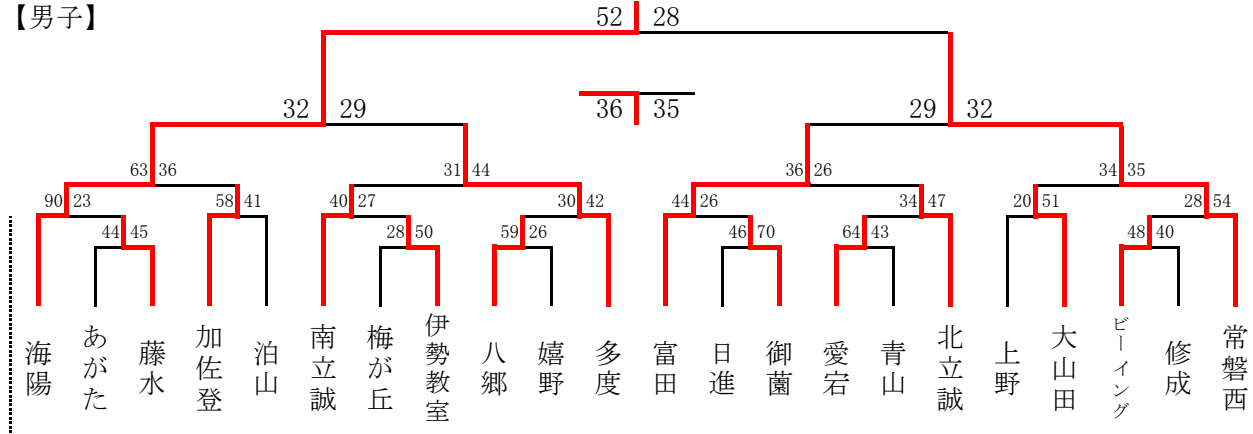 【男子】
52 28
36 35
32 29
29 32
63 36
31 44
36 26
34 35
90 23
58 41
40 27
30 42
44 26
34 47
20 51
28 54
44 45
28 50
59 26
46 70
64 43
48 40
海陽
あがた
藤水
加佐登
泊山
南立誠
梅が丘
伊勢教室
八郷
嬉野
多度
富田
日進
御薗
愛宕
青山
北立誠
上野
大山田
ビーイング
修成
常磐西